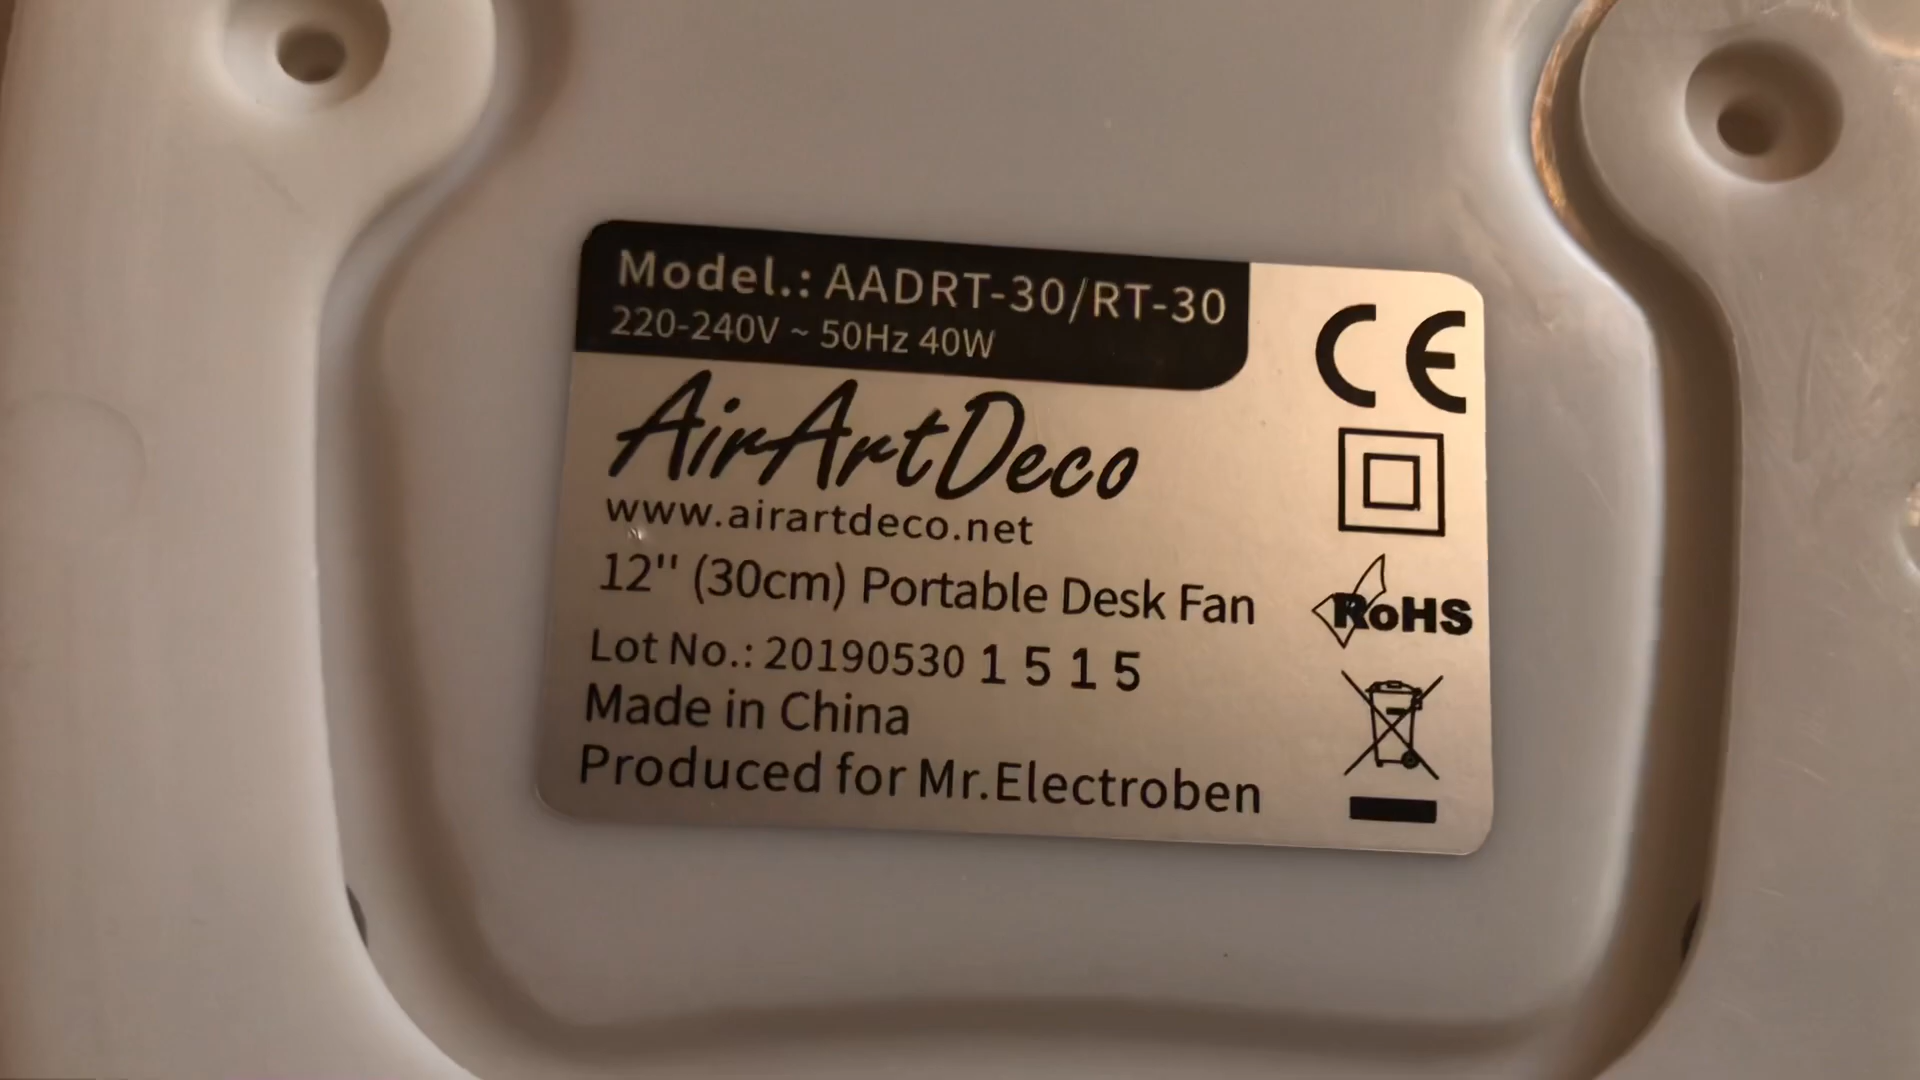 Model.: AADRT-30/RT-30
220-240V ~ 50Hz 40W
AirArtDeco
www.airartdeco.net
12'' (30cm) Portable Desk Fan
Lot No.: 20190530 1 5 1 5
Made in China
Produced for Mr.Electroben
CE
RoHS